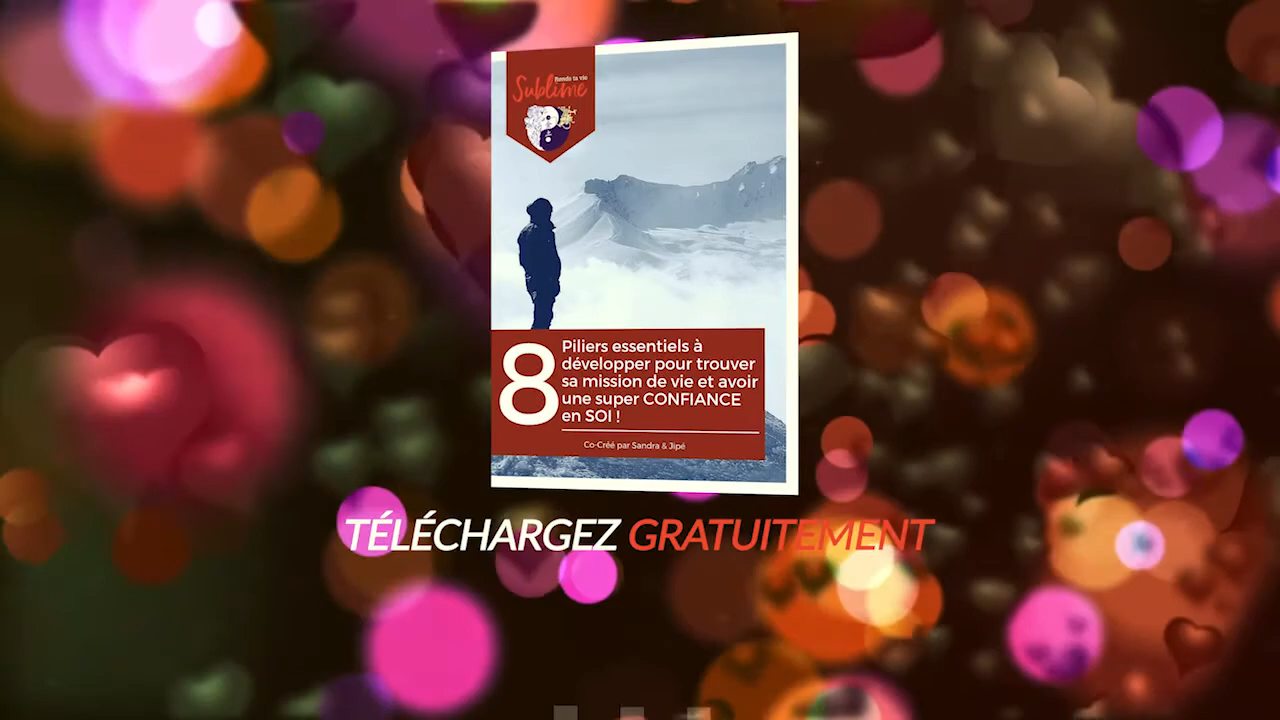 Rends ta vie
Sublime
8
Piliers essentiels à
développer pour trouver
sa mission de vie et avoir
une super CONFIANCE
en SOI !
Co-Créé par Sandra & Jipé
TÉLÉCHARGEZ GRATUITEMENT